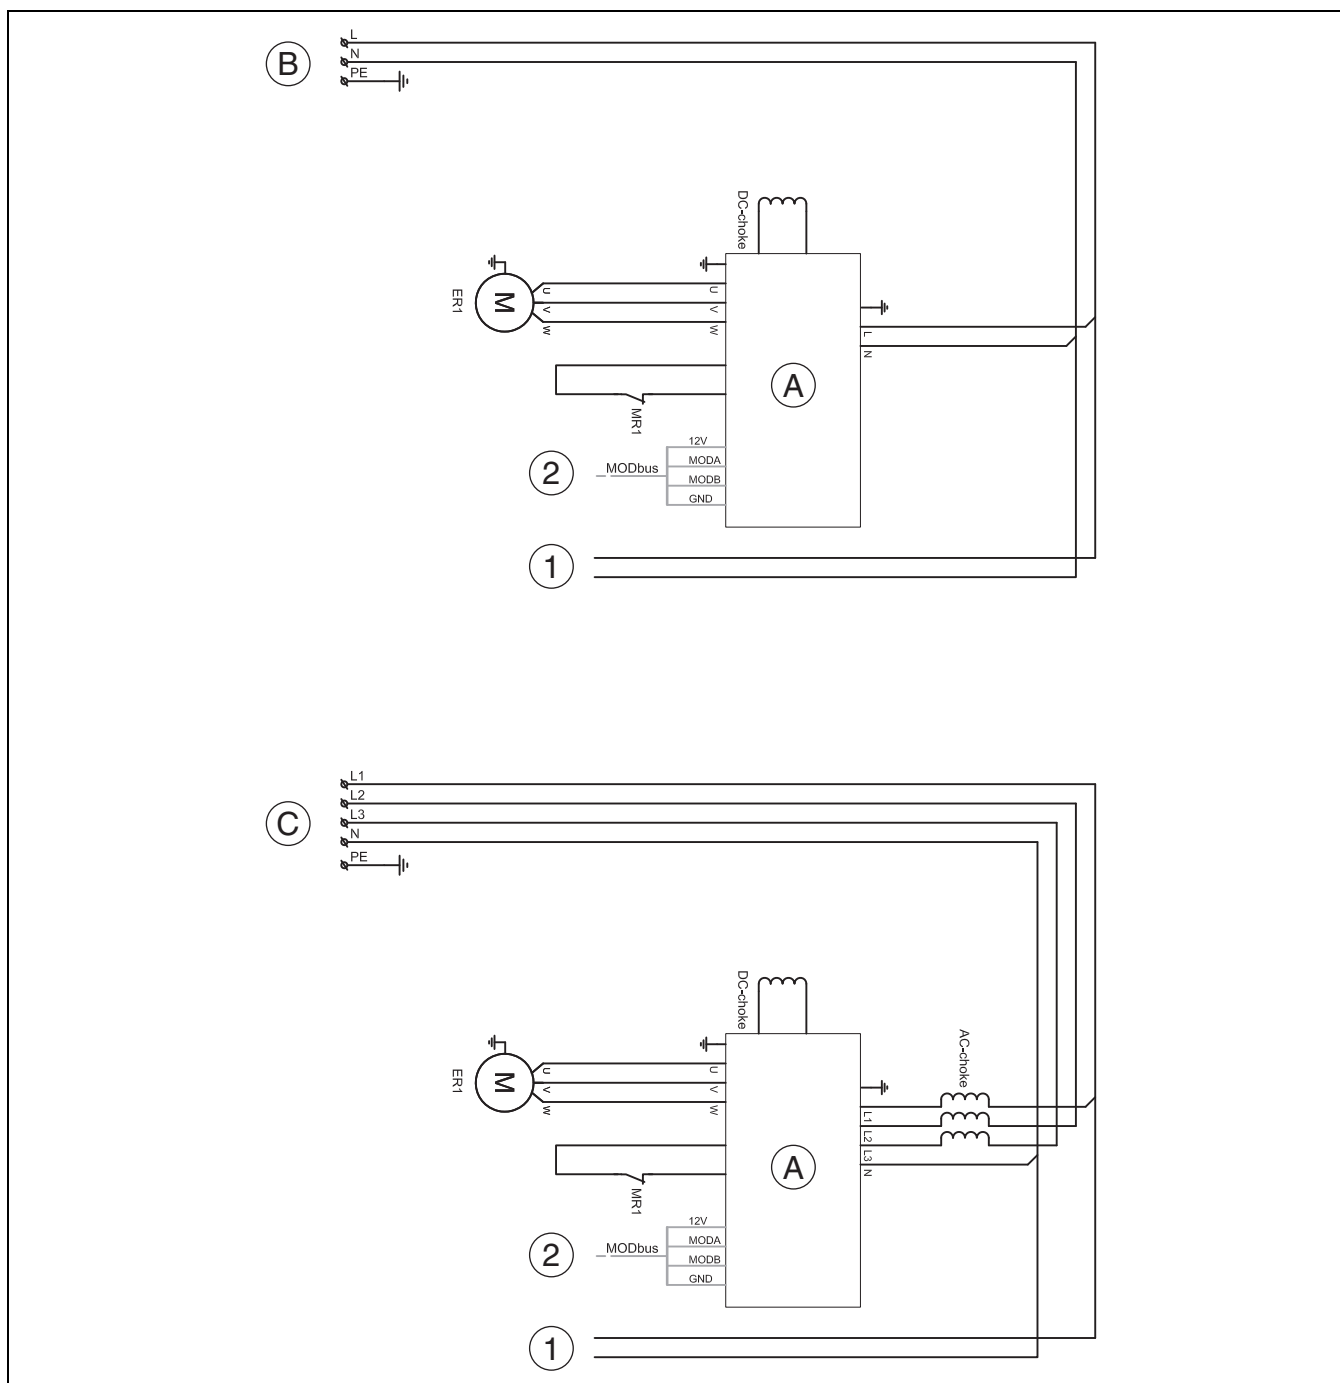 L
B
N
PE
DC-choke
ER1
M
U
V
W
U
V
W
L
N
A
MR1
2
MODbus
12V
MODA
MODB
GND
1
L1
L2
C
L3
N
PE
DC-choke
AC-choke
ER1
M
U
V
W
U
V
W
L1
L2
L3
N
A
MR1
2
MODbus
12V
MODA
MODB
GND
1